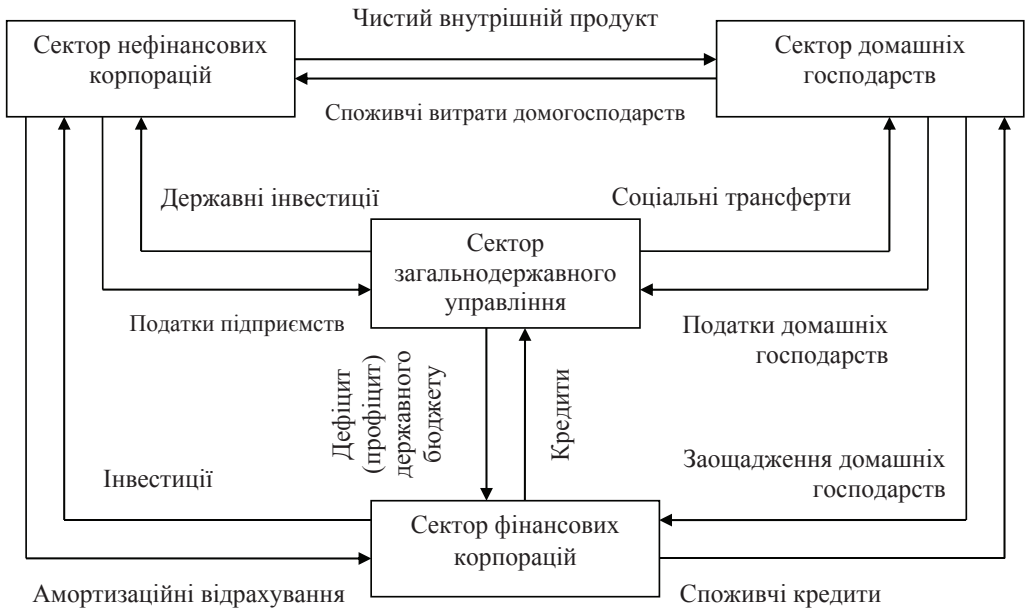 Чистий внутрішній продукт
Сектор нефінансових
корпорацій
Сектор домашніх
господарств
Споживчі витрати домогосподарств
Державні інвестиції
Соціальні трансферти
Сектор
загальнодержавного
управління
Податки підприємств
Податки домашніх
господарств
Дефіцит
(профіцит)
державного
бюджету
Кредити
Інвестиції
Заощадження домашніх
господарств
Сектор фінансових
корпорацій
Амортизаційні відрахування
Споживчі кредити